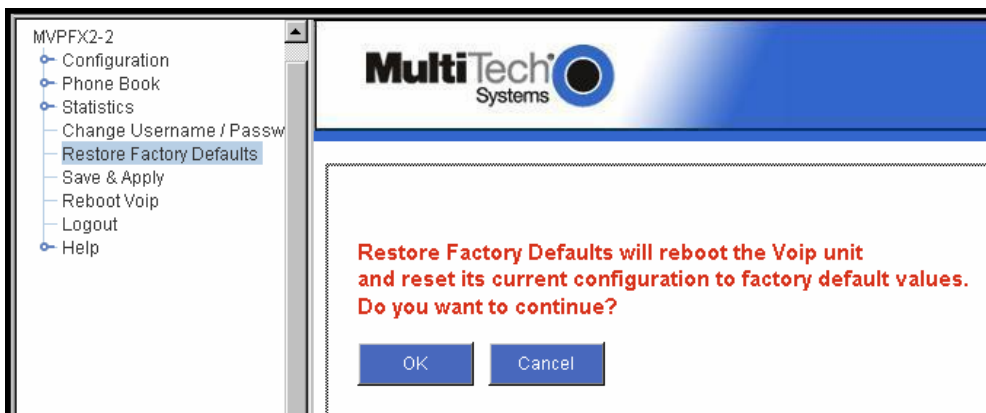 MVPFX2-2
Configuration
Phone Book
Statistics
Change Username / Passw
Restore Factory Defaults
Save & Apply
Reboot Voip
Logout
Help
MultiTech
Systems
Restore Factory Defaults will reboot the Voip unit
and reset its current configuration to factory default values.
Do you want to continue?
OK Cancel